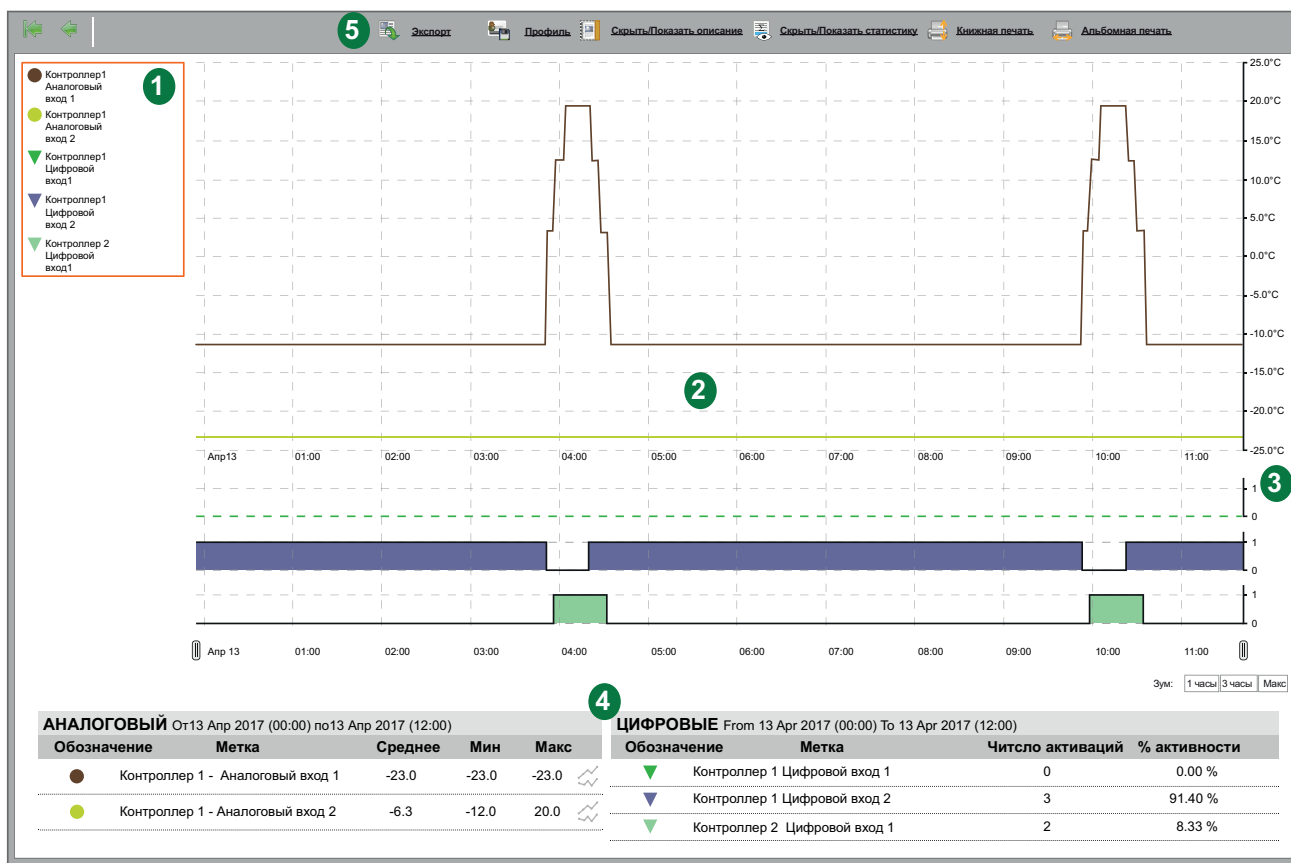 5 Экспорт Профиль Скрыть/Показать описание Скрыть/Показать статистику Книжная печать Альбомная печать
1
Контроллер1
Аналоговый
вход 1
Контроллер1
Аналоговый
вход 2
Контроллер1
Цифровой
вход1
Контроллер1
Цифровой
вход 2
Контроллер 2
Цифровой
вход1
25.0°C
20.0°C
15.0°C
10.0°C
5.0°C
0.0°C
-5.0°C
-10.0°C
-15.0°C
2
-20.0°C
-25.0°C
Апр13 01:00 02:00 03:00 04:00 05:00 06:00 07:00 08:00 09:00 10:00 11:00
3
1
0
1
0
1
0
Апр 13 01:00 02:00 03:00 04:00 05:00 06:00 07:00 08:00 09:00 10:00 11:00
Зум: 1 часы 3 часы Макс
4
АНАЛОГОВЫЙ От13 Апр 2017 (00:00) по13 Апр 2017 (12:00)
Обозначение Метка Среднее Мин Макс
Контроллер 1 - Аналоговый вход 1 -23.0 -23.0 -23.0
Контроллер 1 - Аналоговый вход 2 -6.3 -12.0 20.0
ЦИФРОВЫЕ From 13 Apr 2017 (00:00) To 13 Apr 2017 (12:00)
Обозначение Метка Читсло активаций % активности
Контроллер 1 Цифровой вход 1 0 0.00 %
Контроллер 1 Цифровой вход 2 3 91.40 %
Контроллер 2 Цифровой вход 1 2 8.33 %